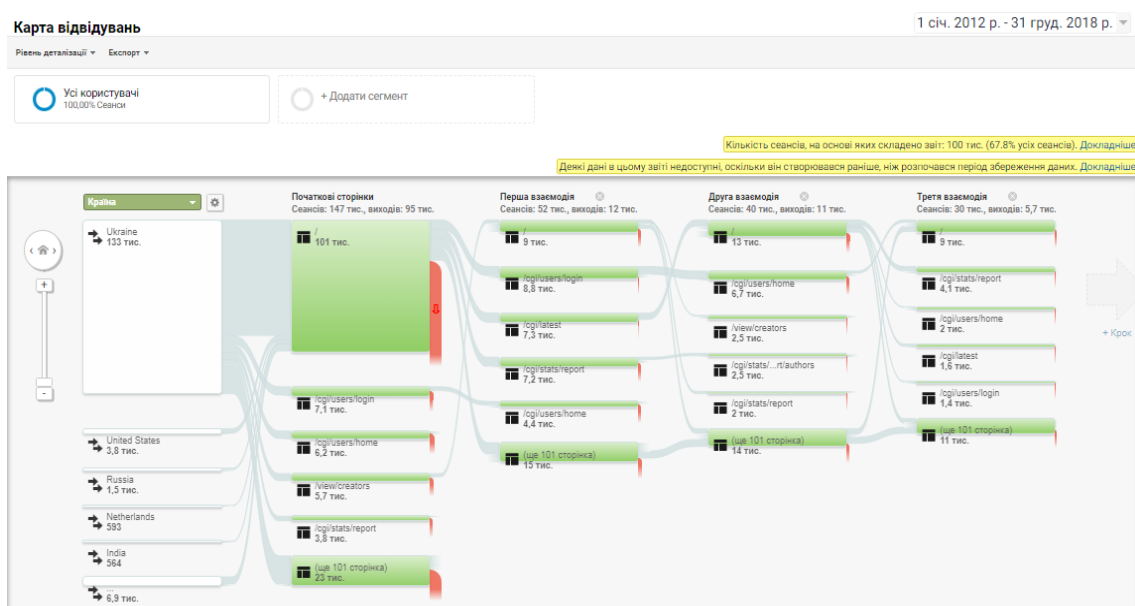 Карта відвідувань
1 січ. 2012 р. - 31 груд. 2018 р.
Рівень деталізації Експорт
Усі користувачі
100,00% Сеанси
+ Додати сегмент
Кількість сеансів, на основі яких складено звіт: 100 тис. (67.8% усіх сеансів). Докладніше
Деякі дані в цьому звіті недоступні, оскільки він створювався раніше, ніж розпочався період збереження даних. Докладніше
Країна
Ukraine
133 тис.
United States
3,8 тис.
Russia
1,5 тис.
Netherlands
593
India
564
...
6,9 тис.
Початкові сторінки
Сеансів: 147 тис., виходів: 95 тис.
/
101 тис.
/cgi/users/login
7,1 тис.
/cgi/users/home
6,2 тис.
/view/creators
5,7 тис.
/cgi/stats/report
3,8 тис.
(ще 101 сторінка)
23 тис.
Перша взаємодія
Сеансів: 52 тис., виходів: 12 тис.
/
9 тис.
/cgi/users/login
8,8 тис.
/cgi/latest
7,3 тис.
/cgi/stats/report
7,2 тис.
/cgi/users/home
4,4 тис.
(ще 101 сторінка)
15 тис.
Друга взаємодія
Сеансів: 40 тис., виходів: 11 тис.
/
13 тис.
/cgi/users/home
6,7 тис.
/view/creators
2,5 тис.
/cgi/stats/...rt/authors
2,5 тис.
/cgi/stats/report
2 тис.
(ще 101 сторінка)
14 тис.
Третя взаємодія
Сеансів: 30 тис., виходів: 5,7 тис.
/
9 тис.
/cgi/stats/report
4,1 тис.
/cgi/users/home
2 тис.
/cgi/latest
1,6 тис.
/cgi/users/login
1,4 тис.
(ще 101 сторінка)
11 тис.
+ Крок